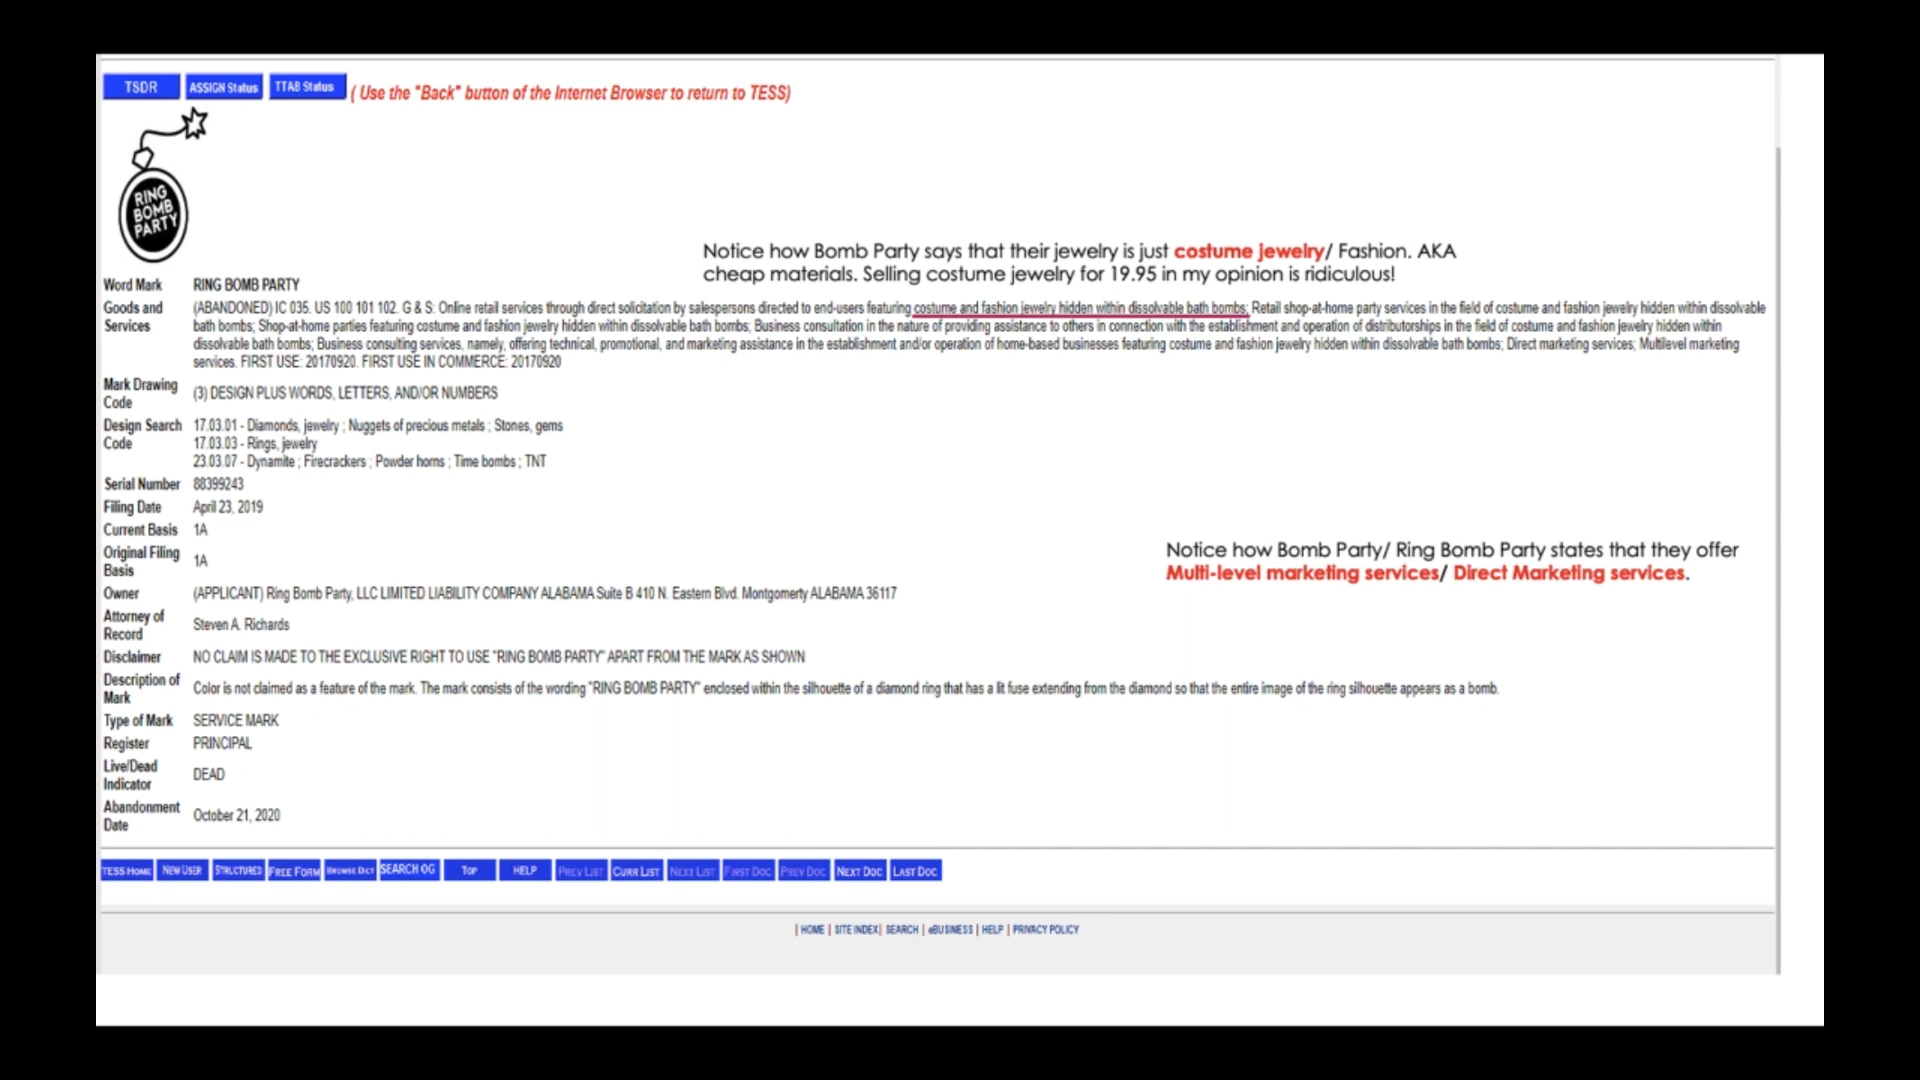 TSDR ASSIGN Status TTAB Status ( Use the "Back" button of the Internet Browser to return to TESS)
RING
BOMB
PARTY
Notice how Bomb Party says that their jewelry is just costume jewelry/ Fashion. AKA
cheap materials. Selling costume jewelry for 19.95 in my opinion is ridiculous!
Word Mark RING BOMB PARTY
Goods and Services (ABANDONED) IC 035. US 100 101 102. G & S: Online retail services through direct solicitation by salespersons directed to end-users featuring costume and fashion jewelry hidden within dissolvable bath bombs; Retail shop-at-home party services in the field of costume and fashion jewelry hidden within dissolvable
bath bombs; Shop-at-home parties featuring costume and fashion jewelry hidden within dissolvable bath bombs; Business consultation in the nature of providing assistance to others in connection with the establishment and operation of distributorships in the field of costume and fashion jewelry hidden within
dissolvable bath bombs; Business consulting services, namely, offering technical, promotional, and marketing assistance in the establishment and/or operation of home-based businesses featuring costume and fashion jewelry hidden within dissolvable bath bombs; Direct marketing services; Multilevel marketing
services. FIRST USE: 20170920. FIRST USE IN COMMERCE: 20170920
Mark Drawing Code (3) DESIGN PLUS WORDS, LETTERS, AND/OR NUMBERS
Design Search Code 17.03.01 - Diamonds, jewelry ; Nuggets of precious metals ; Stones, gems
17.03.03 - Rings, jewelry
23.03.07 - Dynamite ; Firecrackers ; Powder horns ; Time bombs ; TNT
Serial Number 88399243
Filing Date April 23, 2019
Current Basis 1A
Original Filing Basis 1A
Notice how Bomb Party/ Ring Bomb Party states that they offer
Multi-level marketing services/ Direct Marketing services.
Owner (APPLICANT) Ring Bomb Party, LLC LIMITED LIABILITY COMPANY ALABAMA Suite B 410 N. Eastern Blvd. Montgomerty ALABAMA 36117
Attorney of Record Steven A. Richards
Disclaimer NO CLAIM IS MADE TO THE EXCLUSIVE RIGHT TO USE "RING BOMB PARTY" APART FROM THE MARK AS SHOWN
Description of Mark Color is not claimed as a feature of the mark. The mark consists of the wording "RING BOMB PARTY" enclosed within the silhouette of a diamond ring that has a lit fuse extending from the diamond so that the entire image of the ring silhouette appears as a bomb.
Type of Mark SERVICE MARK
Register PRINCIPAL
Live/Dead Indicator DEAD
Abandonment Date October 21, 2020
TESS HOME NEW USER STRUCTURED FREE FORM BROWSE DICT SEARCH OG TOP HELP PREV LIST CURR LIST NEXT LIST FIRST DOC PREV DOC NEXT DOC LAST DOC
| HOME | SITE INDEX| SEARCH | eBUSINESS | HELP | PRIVACY POLICY